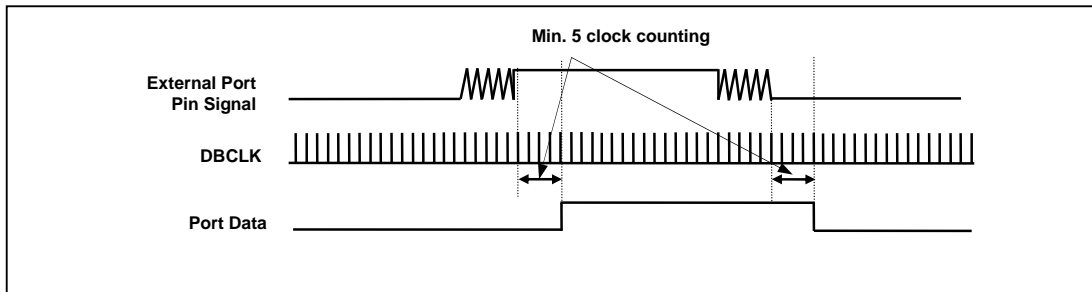 Min. 5 clock counting
External Port
Pin Signal
DBCLK
Port Data